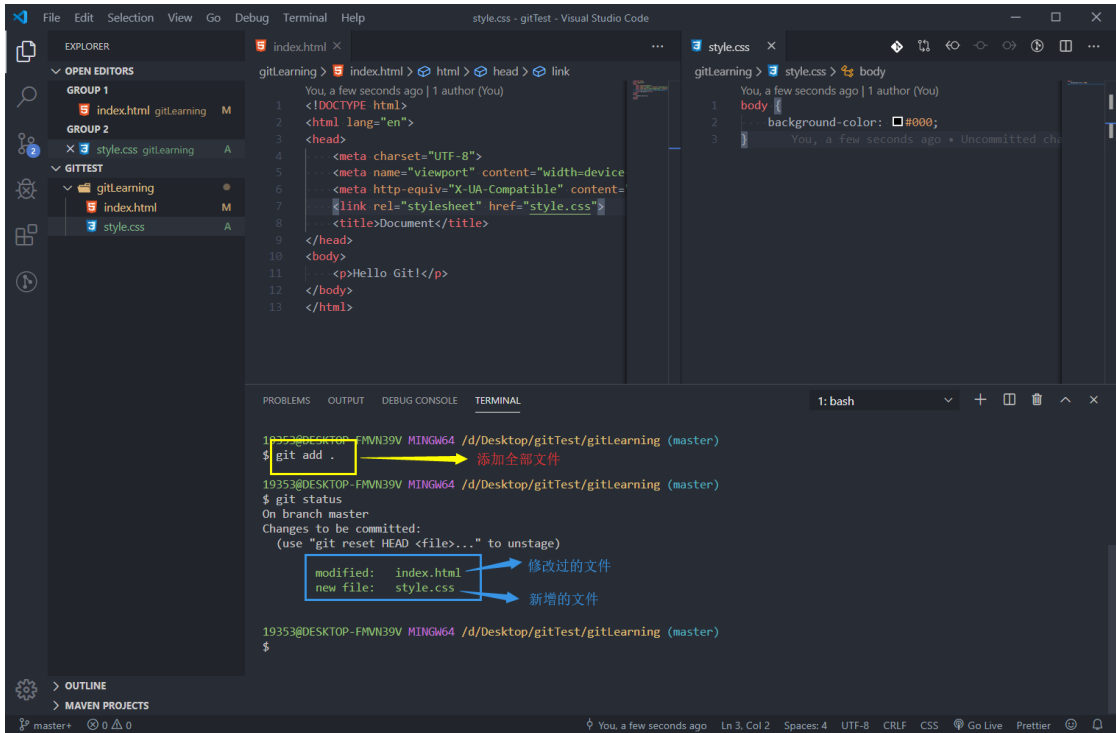 File Edit Selection View Go Debug Terminal Help style.css - gitTest - Visual Studio Code
EXPLORER
OPEN EDITORS
GROUP 1
index.html gitLearning M
GROUP 2
style.css gitLearning A
GITTEST
gitLearning
index.html M
style.css A
OUTLINE
MAVEN PROJECTS
2
index.html
gitLearning > index.html > html > head > link
You, a few seconds ago | 1 author (You)
1 <!DOCTYPE html>
2 <html lang="en">
3 <head>
4 <meta charset="UTF-8">
5 <meta name="viewport" content="width=device
6 <meta http-equiv="X-UA-Compatible" content="
7 <link rel="stylesheet" href="style.css">
8 <title>Document</title>
9 </head>
10 <body>
11 <p>Hello Git!</p>
12 </body>
13 </html>
style.css
gitLearning > style.css > body
You, a few seconds ago | 1 author (You)
1 body {
2 background-color: #000;
3 } You, a few seconds ago • Uncommitted cha
PROBLEMS OUTPUT DEBUG CONSOLE TERMINAL 1: bash
19353@DESKTOP-FMVN39V MINGW64 /d/Desktop/gitTest/gitLearning (master)
$ git add . 添加全部文件
19353@DESKTOP-FMVN39V MINGW64 /d/Desktop/gitTest/gitLearning (master)
$ git status
On branch master
Changes to be committed:
(use "git reset HEAD <file>..." to unstage)
modified: index.html 修改过的文件
new file: style.css 新增的文件
19353@DESKTOP-FMVN39V MINGW64 /d/Desktop/gitTest/gitLearning (master)
$
master+ 0 0 You, a few seconds ago Ln 3, Col 2 Spaces: 4 UTF-8 CRLF CSS Go Live Prettier